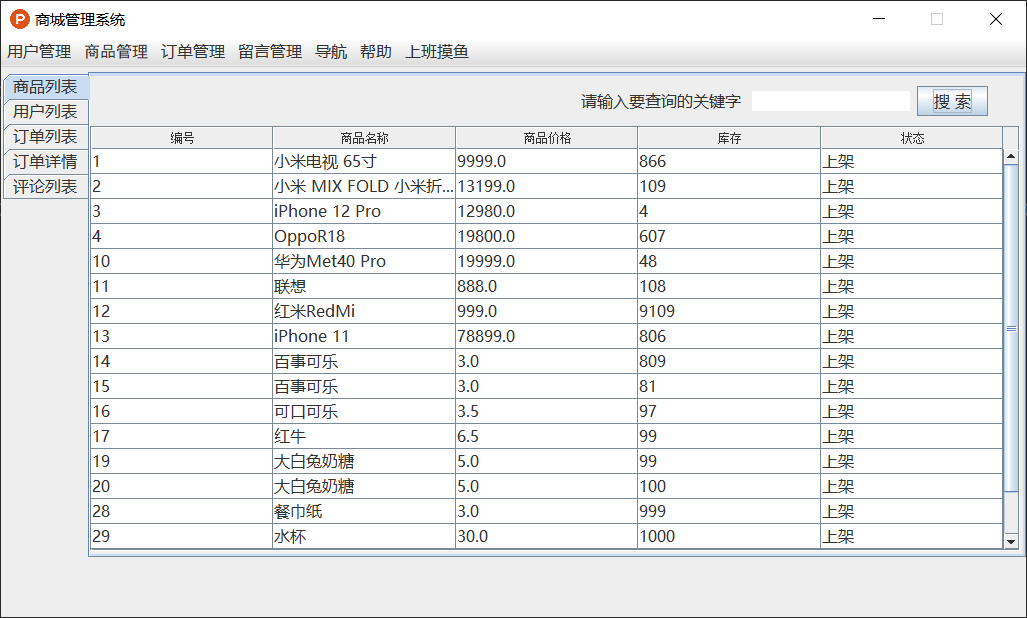 P 商城管理系统
用户管理 商品管理 订单管理 留言管理 导航 帮助 上班摸鱼
商品列表
用户列表
订单列表
订单详情
评论列表
请输入要查询的关键字 搜 索
编号 商品名称 商品价格 库存 状态
1 小米电视 65寸 9999.0 866 上架
2 小米 MIX FOLD 小米折... 13199.0 109 上架
3 iPhone 12 Pro 12980.0 4 上架
4 OppoR18 19800.0 607 上架
10 华为Met40 Pro 19999.0 48 上架
11 联想 888.0 108 上架
12 红米RedMi 999.0 9109 上架
13 iPhone 11 78899.0 806 上架
14 百事可乐 3.0 809 上架
15 百事可乐 3.0 81 上架
16 可口可乐 3.5 97 上架
17 红牛 6.5 99 上架
19 大白兔奶糖 5.0 99 上架
20 大白兔奶糖 5.0 100 上架
28 餐巾纸 3.0 999 上架
29 水杯 30.0 1000 上架